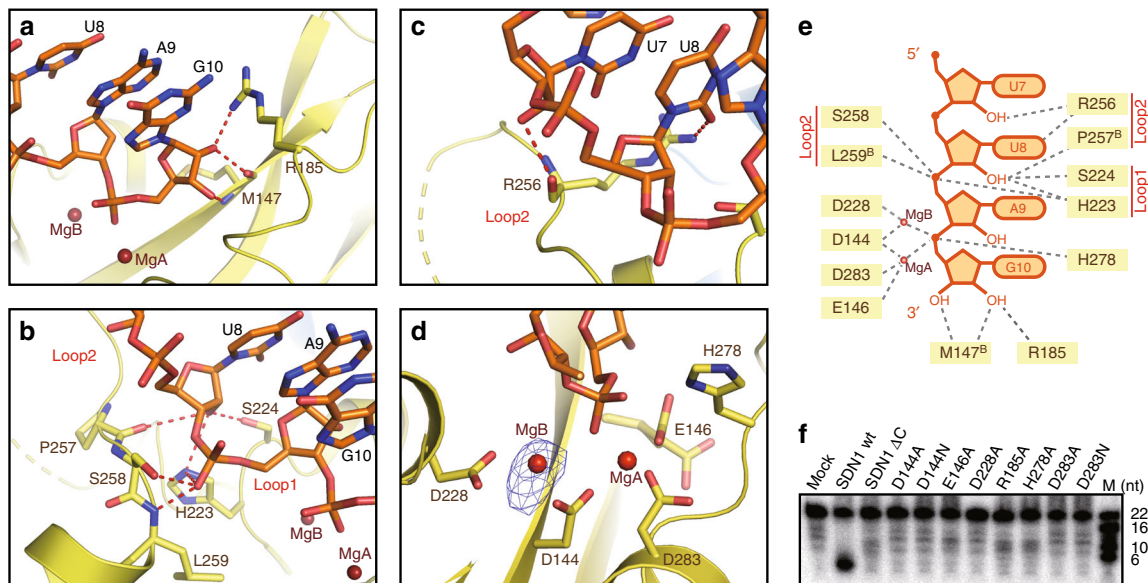 a
U8
A9
G10
R185
M147
MgB
MgA
c
U7
U8
R256
Loop2
e
5′
U7
OH
R256
S258
Loop2
Loop2
P257B
U8
L259B
OH
S224
Loop1
H223
D228
MgB
A9
D144
OH
H278
D283
MgA
G10
E146
3′
OH
OH
M147B
R185
b
U8
A9
Loop2
S224
P257
G10
S258
Loop1
H223
MgB
L259
MgA
d
H278
E146
MgB
MgA
D228
D144
D283
f
Mock
SDN1 wt
SDN1 ΔC
D144A
D144N
E146A
D228A
R185A
H278A
D283A
D283N
M (nt)
22
16
10
6